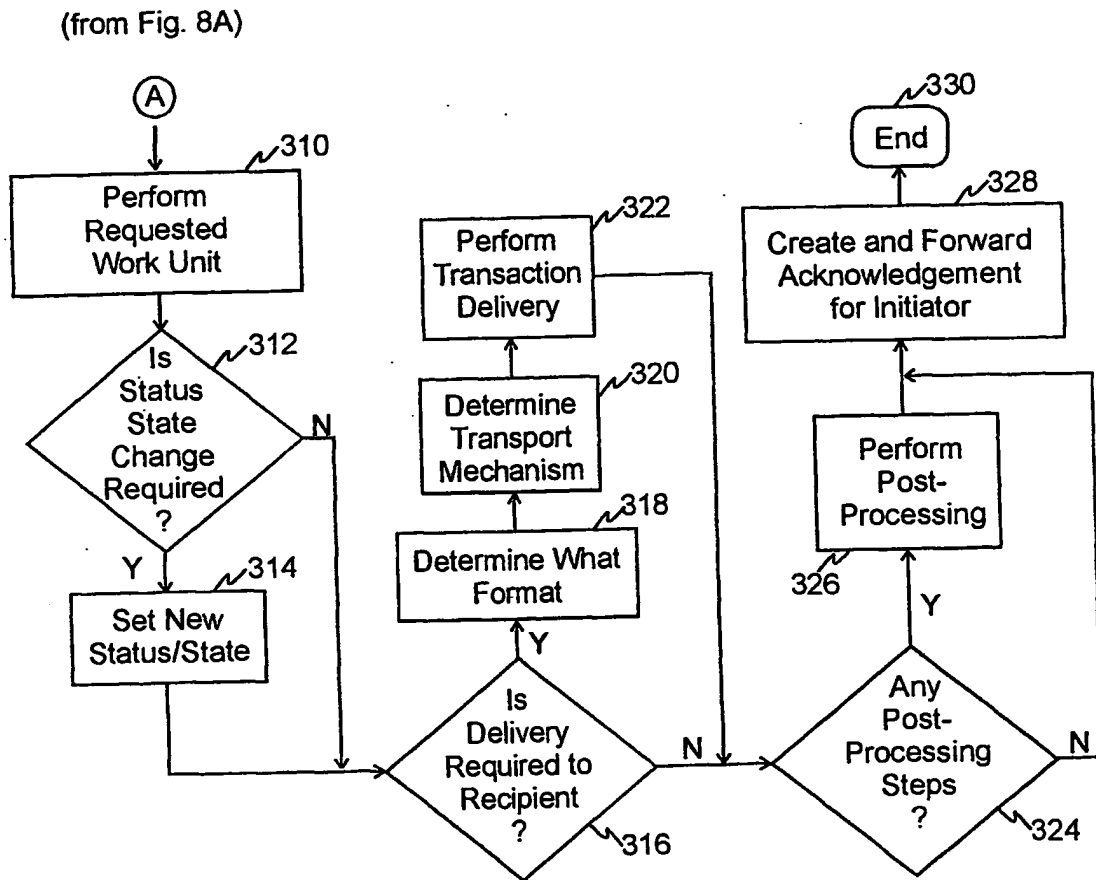 (from Fig. 8A)
A
310
Perform
Requested
Work Unit
312
Is
Status
State
Change
Required
?
N
Y
314
Set New
Status/State
322
Perform
Transaction
Delivery
320
Determine
Transport
Mechanism
318
Determine What
Format
Y
Is
Delivery
Required to
Recipient
?
N
316
330
End
328
Create and Forward
Acknowledgement
for Initiator
Perform
Post-
Processing
326
Y
Any
Post-
Processing
Steps
?
N
324